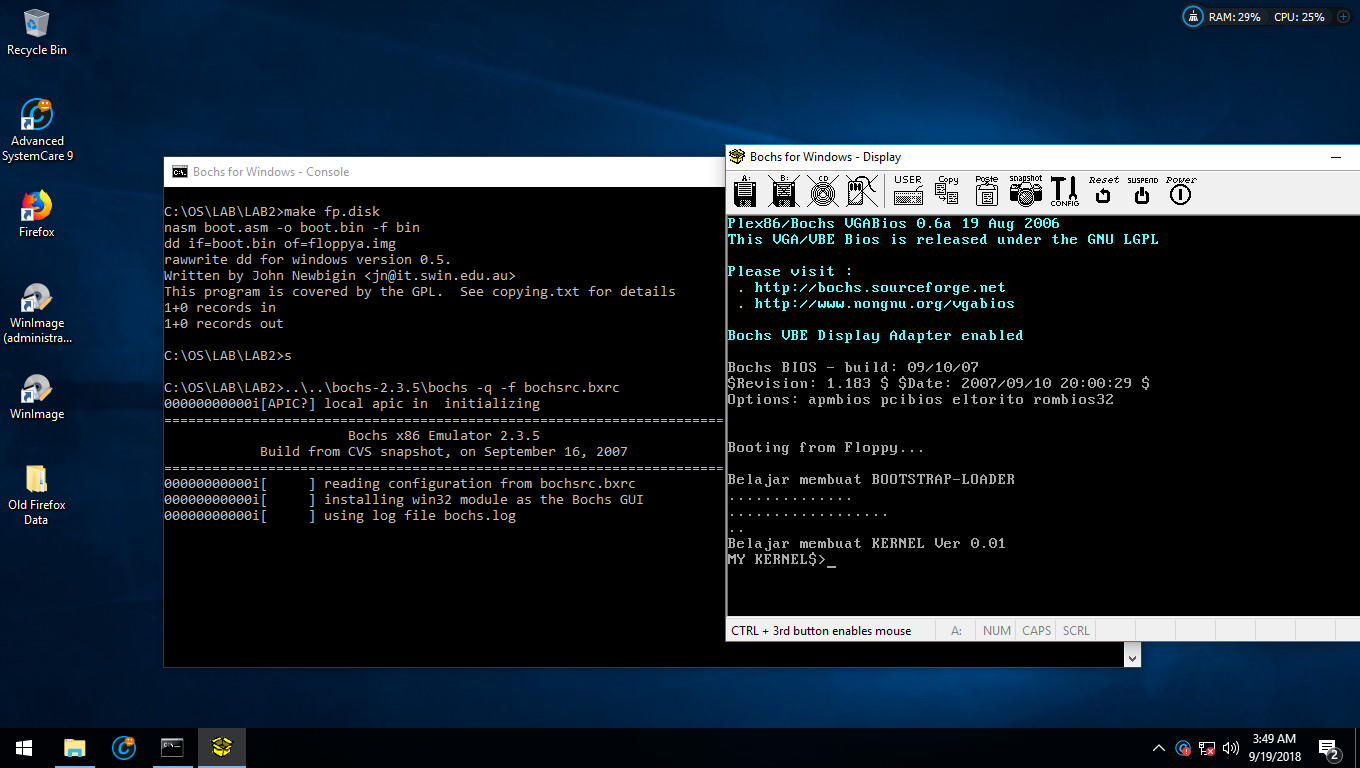 Recycle Bin
Advanced
SystemCare 9
Firefox
WinImage
(administra...
WinImage
Old Firefox
Data
RAM: 29% CPU: 25%
Bochs for Windows - Console
C:\OS\LAB\LAB2>make fp.disk
nasm boot.asm -o boot.bin -f bin
dd if=boot.bin of=floppya.img
rawwrite dd for windows version 0.5.
Written by John Newbigin <jn@it.swin.edu.au>
This program is covered by the GPL.  See copying.txt for details
1+0 records in
1+0 records out
C:\OS\LAB\LAB2>s
C:\OS\LAB\LAB2>..\..\bochs-2.3.5\bochs -q -f bochsrc.bxrc
00000000000i[APIC?] local apic in  initializing
========================================================================
Bochs x86 Emulator 2.3.5
Build from CVS snapshot, on September 16, 2007
========================================================================
00000000000i[     ] reading configuration from bochsrc.bxrc
00000000000i[     ] installing win32 module as the Bochs GUI
00000000000i[     ] using log file bochs.log
Bochs for Windows - Display
A: B: CD USER Copy Paste snapshot CONFIG Reset SUSPEND Power
Plex86/Bochs VGABios 0.6a 19 Aug 2006
This VGA/VBE Bios is released under the GNU LGPL
Please visit :
. http://bochs.sourceforge.net
. http://www.nongnu.org/vgabios
Bochs VBE Display Adapter enabled
Bochs BIOS - build: 09/10/07
$Revision: 1.183 $ $Date: 2007/09/10 20:00:29 $
Options: apmbios pcibios eltorito rombios32
Booting from Floppy...
Belajar membuat BOOTSTRAP-LOADER
..............
..................
..
Belajar membuat KERNEL Ver 0.01
MY KERNEL$>_
CTRL + 3rd button enables mouse A: NUM CAPS SCRL
3:49 AM
9/19/2018
2